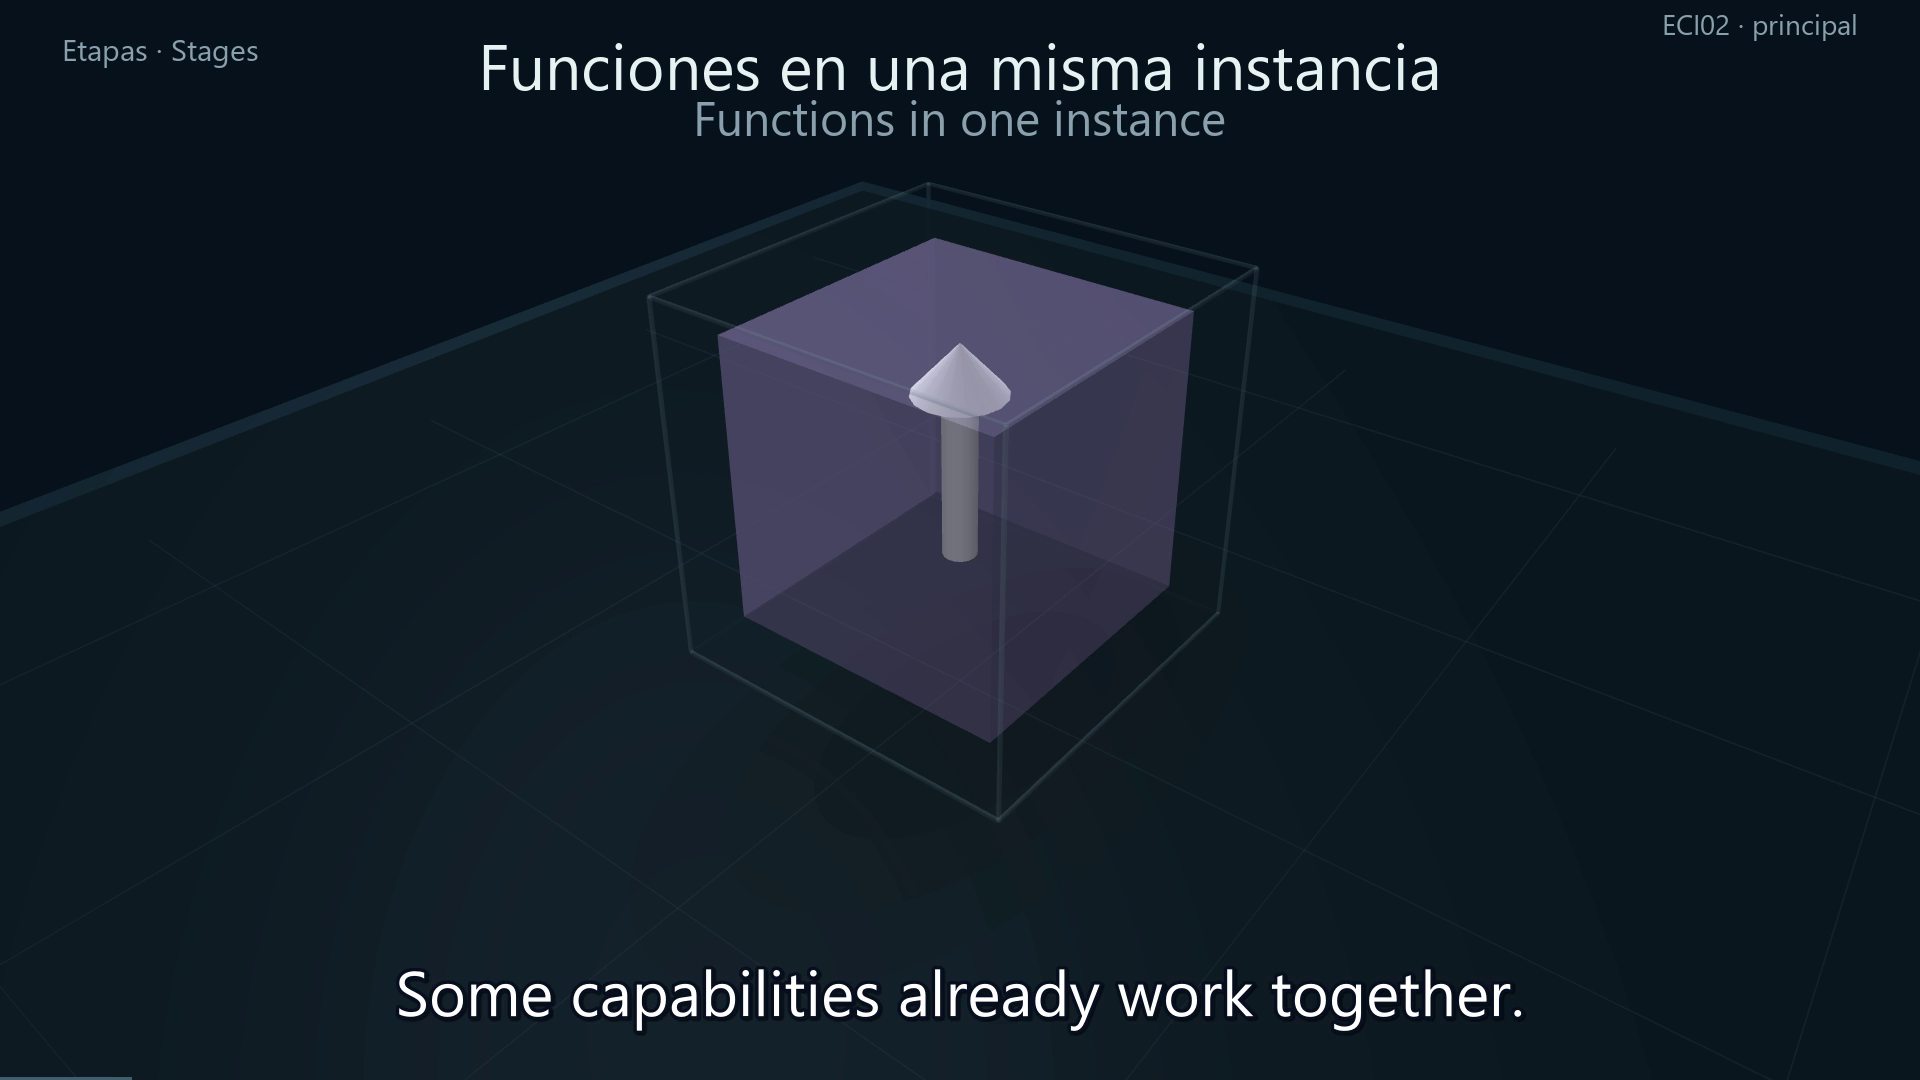 Etapas · Stages
ECI02 · principal
Funciones en una misma instancia
Functions in one instance
Some capabilities already work together.